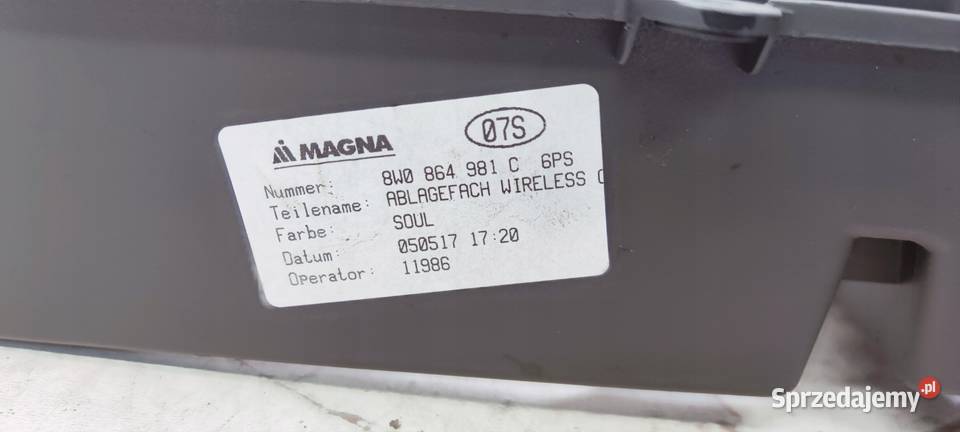 MAGNA 07S
Nummer: 8W0 864 981 C 6PS
Teilename: ABLAGEFACH WIRELESS
Farbe: SOUL
Datum: 050517 17:20
Operator: 11986
Sprzedajemy.pl